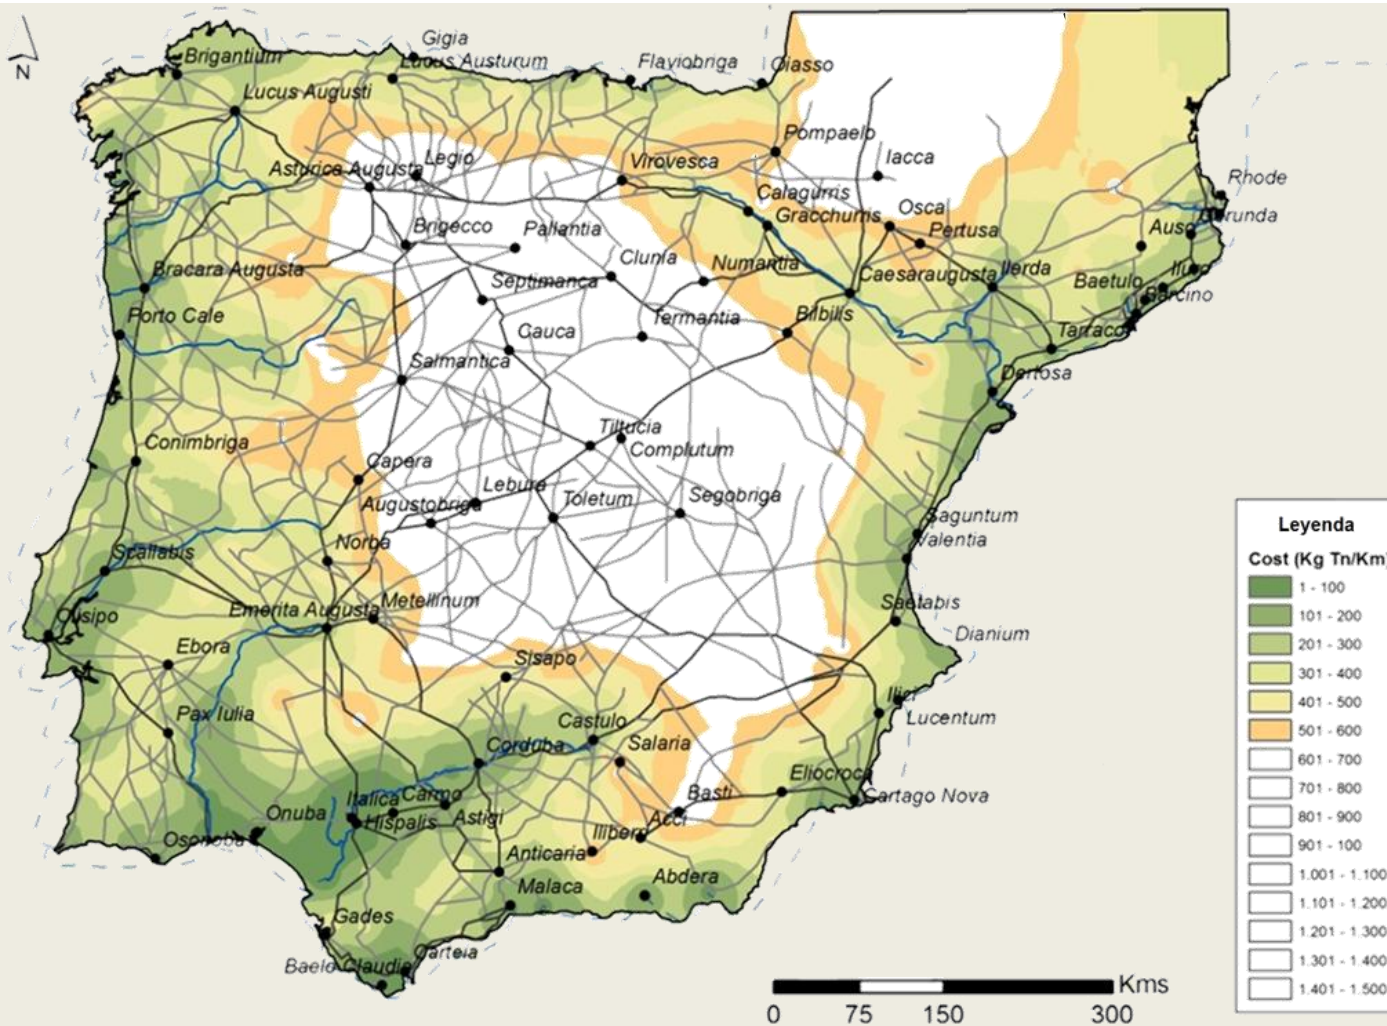 Gigia
Brigantium
Lucus Austurum
Flaviobriga
Oiasso
N
Lucus Augusti
Pompaelo
Iacca
Legio
Virovesca
Asturica Augusta
Rhode
Calagurris
Gracchurris
Osca
Gerunda
Brigecco
Pallantia
Pertusa
Ausa
Clunia
Numantia
Bracara Augusta
Caesaraugusta
Ilerda
Iluro
Septimanca
Baetulo
Barcino
Porto Cale
Bilbilis
Termantia
Cauca
Tarraco
Salmantica
Dertosa
Titucia
Conimbriga
Complutum
Capera
Lebura
Segobriga
Augustobriga
Toletum
Saguntum
Valentia
Norba
Scallabis
Metellinum
Saetabis
Emerita Augusta
Olisipo
Dianium
Ebora
Sisapo
Ilici
Pax Iulia
Castulo
Lucentum
Corduba
Salaria
Eliocroca
Basti
Cartago Nova
Italica
Carmo
Onuba
Hispalis
Astigi
Acci
Iliberri
Osonoba
Anticaria
Abdera
Malaca
Gades
Carteia
Baelo Claudia
Leyenda
Cost (Kg Tn/Km)
1 - 100
101 - 200
201 - 300
301 - 400
401 - 500
501 - 600
601 - 700
701 - 800
801 - 900
901 - 100
1.001 - 1.100
1.101 - 1.200
1.201 - 1.300
1.301 - 1.400
1.401 - 1.500
Kms
0 75 150 300